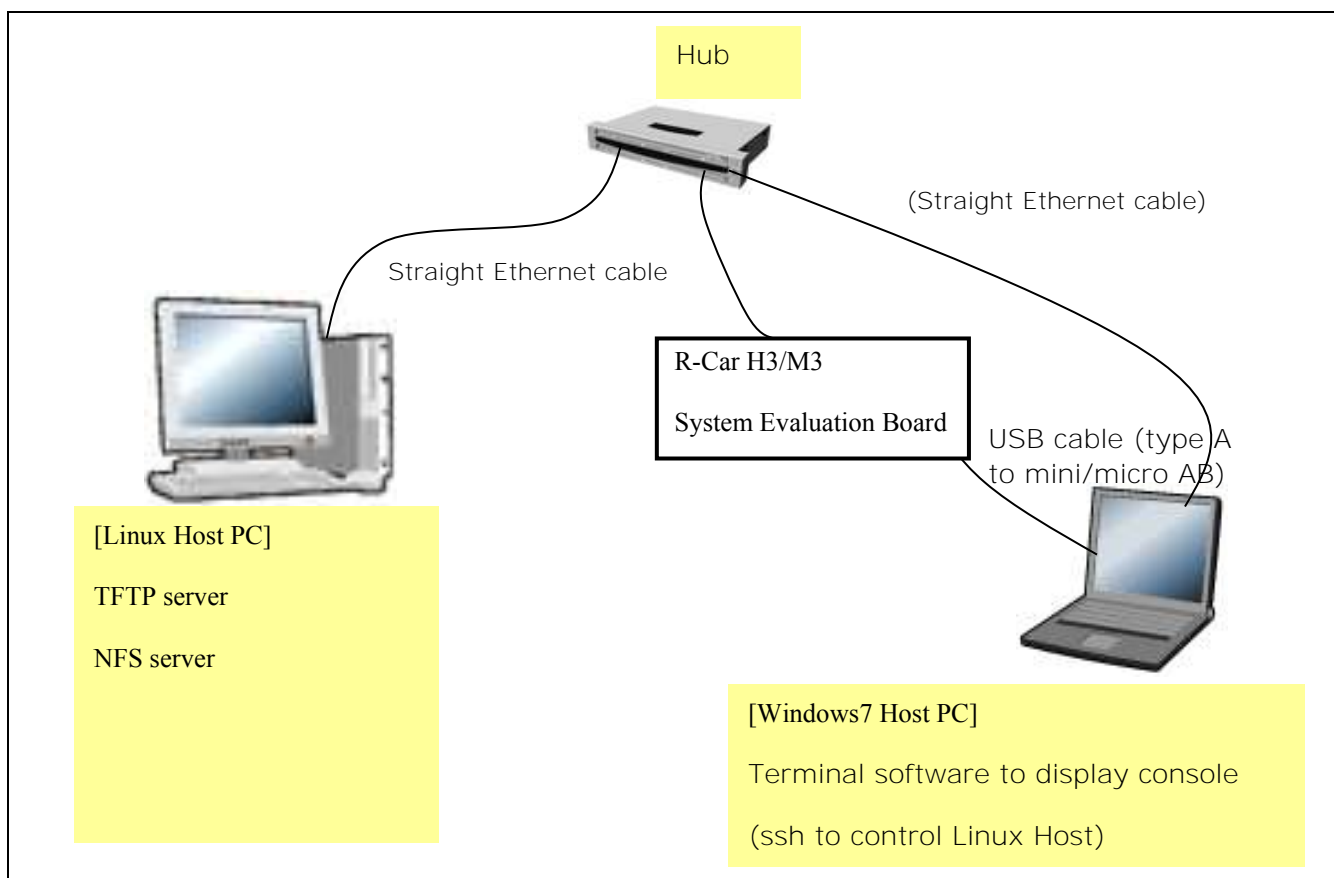 Hub
(Straight Ethernet cable)
Straight Ethernet cable
R-Car H3/M3
System Evaluation Board
USB cable (type A
to mini/micro AB)
[Linux Host PC]
TFTP server
NFS server
[Windows7 Host PC]
Terminal software to display console
(ssh to control Linux Host)